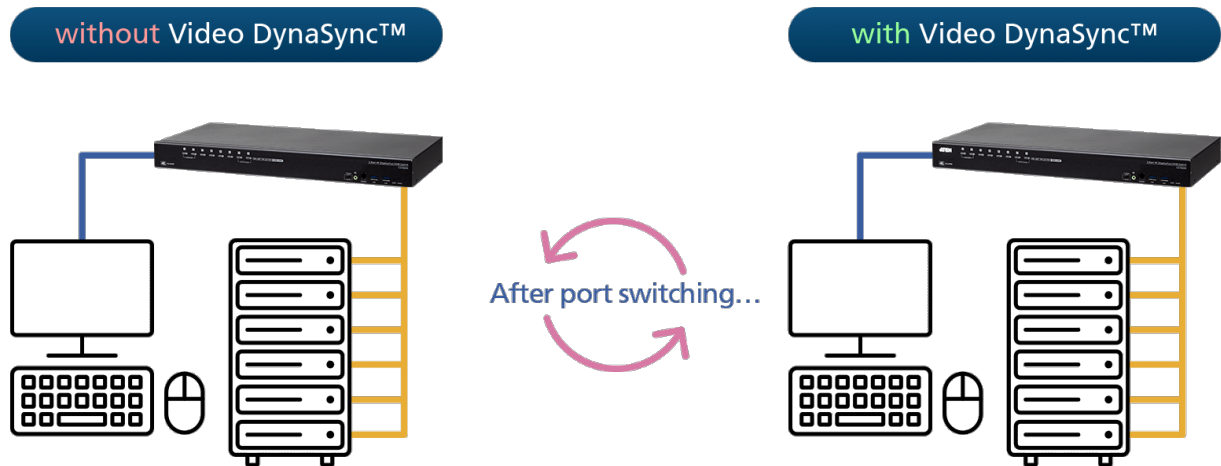 without Video DynaSync™
with Video DynaSync™
ATEN
After port switching...